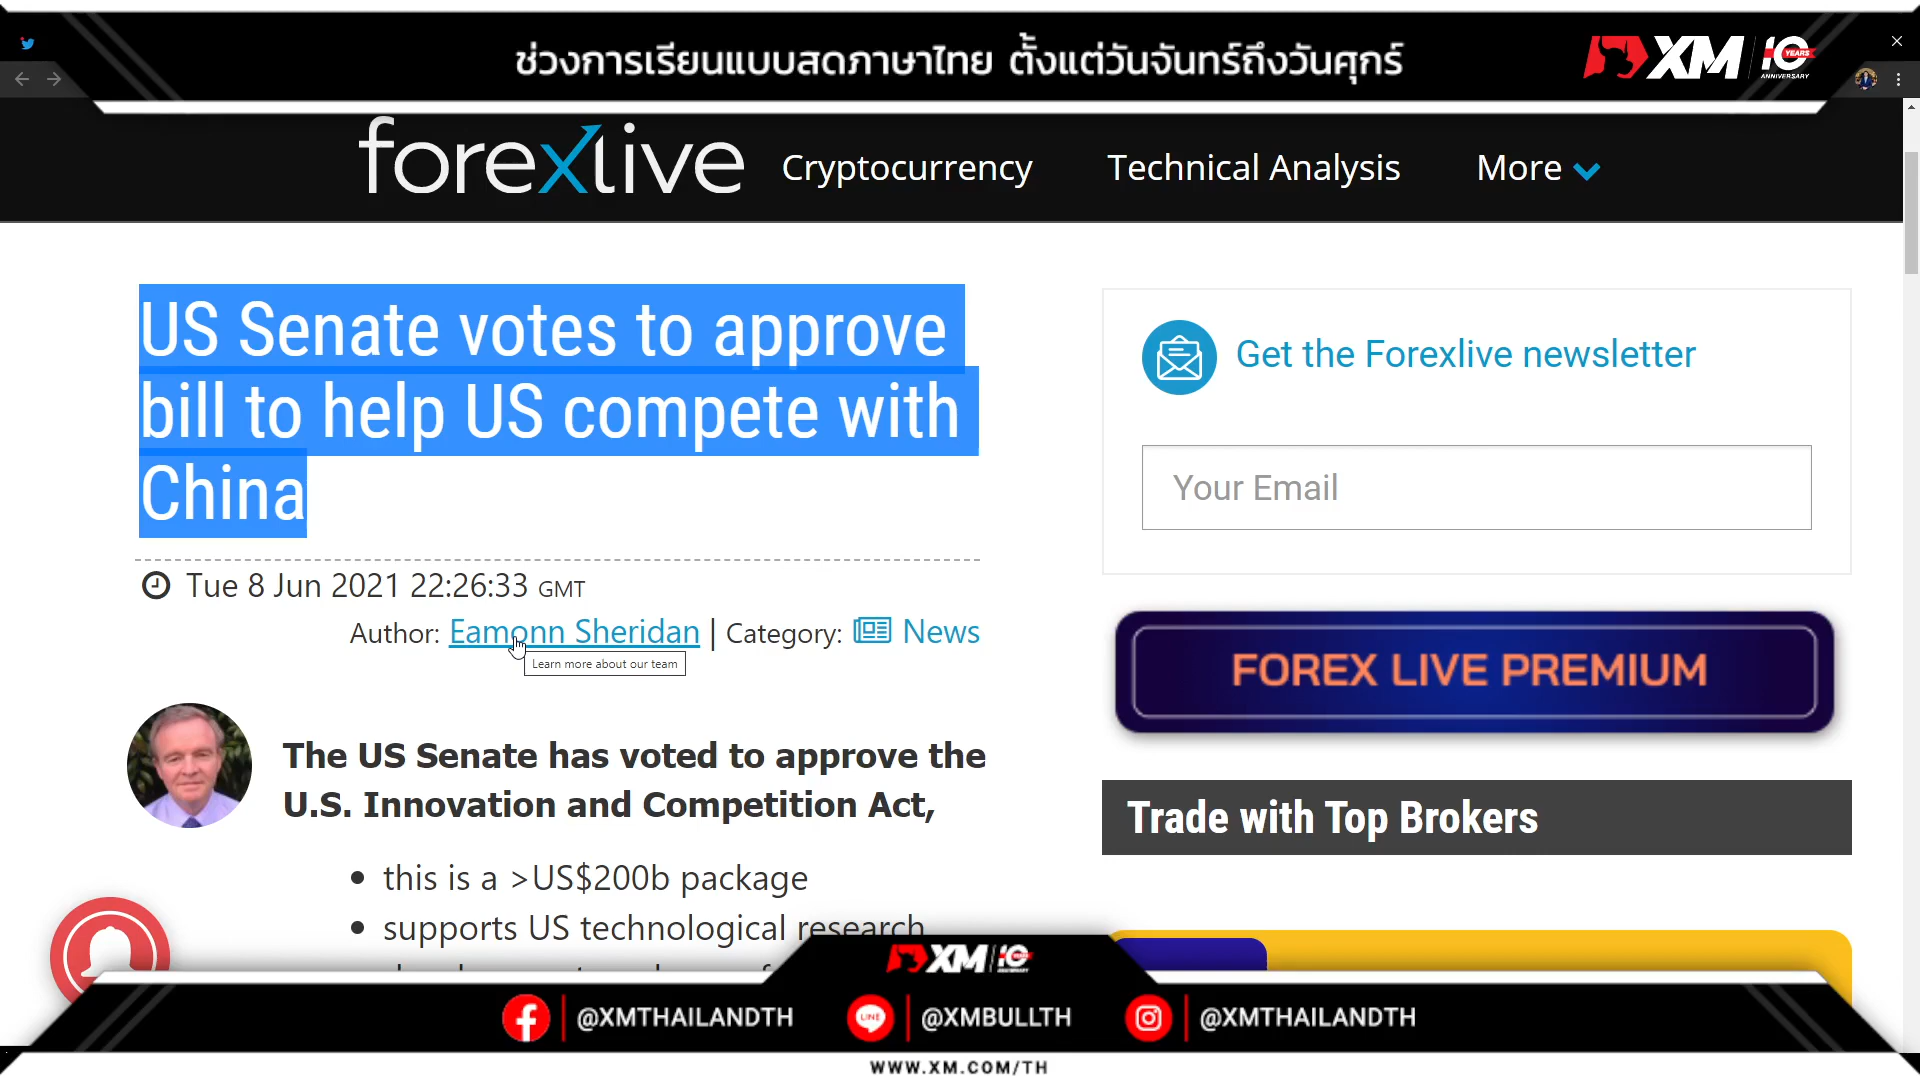 ช่วงการเรียนแบบสดภาษาไทย ตั้งแต่วันจันทร์ถึงวันศุกร์
XM 10 YEARS ANNIVERSARY
forexlive Cryptocurrency Technical Analysis More
US Senate votes to approve
bill to help US compete with
China
Tue 8 Jun 2021 22:26:33 GMT
Author: Eamonn Sheridan | Category: News
Learn more about our team
The US Senate has voted to approve the
U.S. Innovation and Competition Act,
• this is a >US$200b package
• supports US technological research
Get the Forexlive newsletter
Your Email
FOREX LIVE PREMIUM
Trade with Top Brokers
XM 10
@XMTHAILANDTH LINE @XMBULLTH @XMTHAILANDTH
WWW.XM.COM/TH